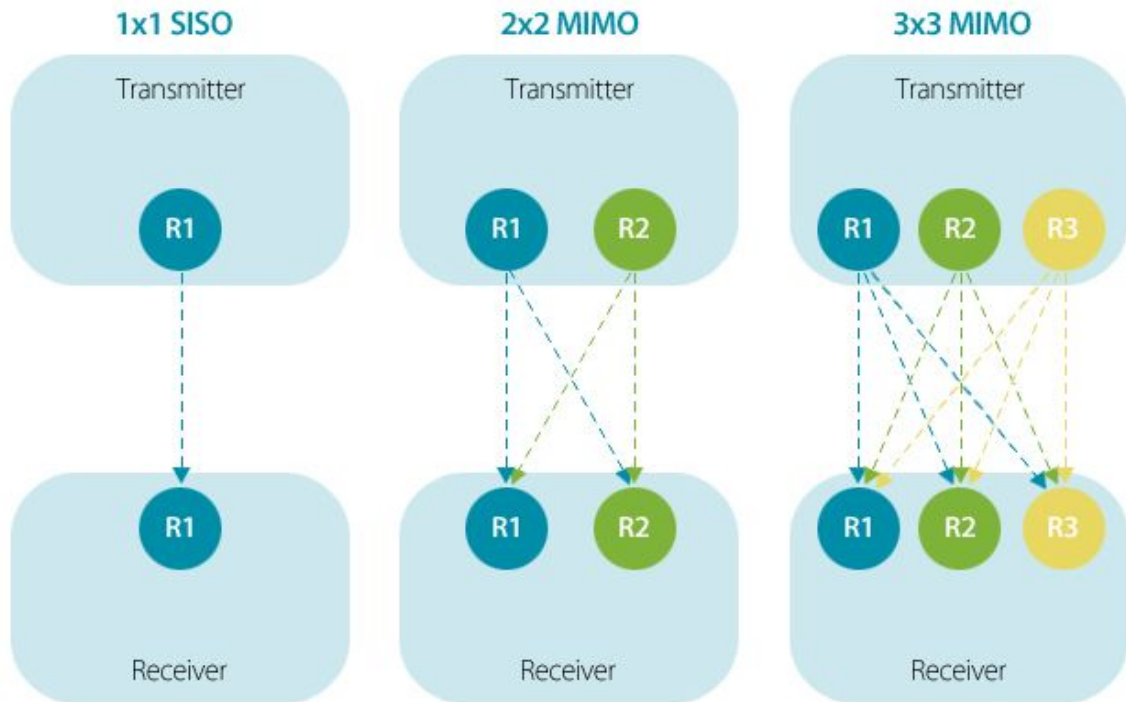 1x1 SISO
Transmitter
R1
R1
Receiver
2x2 MIMO
Transmitter
R1 R2
R1 R2
Receiver
3x3 MIMO
Transmitter
R1 R2 R3
R1 R2 R3
Receiver